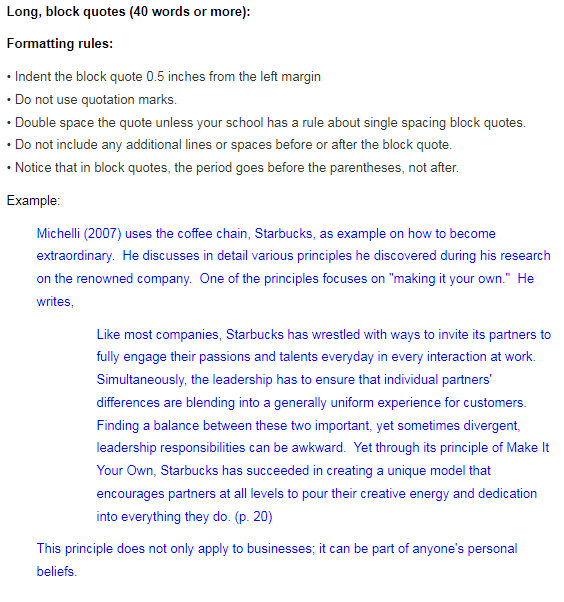 Long, block quotes (40 words or more):
Formatting rules:
• Indent the block quote 0.5 inches from the left margin
• Do not use quotation marks.
• Double space the quote unless your school has a rule about single spacing block quotes.
• Do not include any additional lines or spaces before or after the block quote.
• Notice that in block quotes, the period goes before the parentheses, not after.
Example:
Michelli (2007) uses the coffee chain, Starbucks, as example on how to become
extraordinary.  He discusses in detail various principles he discovered during his research
on the renowned company.  One of the principles focuses on "making it your own."  He
writes,
Like most companies, Starbucks has wrestled with ways to invite its partners to
fully engage their passions and talents everyday in every interaction at work.
Simultaneously, the leadership has to ensure that individual partners'
differences are blending into a generally uniform experience for customers.
Finding a balance between these two important, yet sometimes divergent,
leadership responsibilities can be awkward.  Yet through its principle of Make It
Your Own, Starbucks has succeeded in creating a unique model that
encourages partners at all levels to pour their creative energy and dedication
into everything they do. (p. 20)
This principle does not only apply to businesses; it can be part of anyone's personal
beliefs.